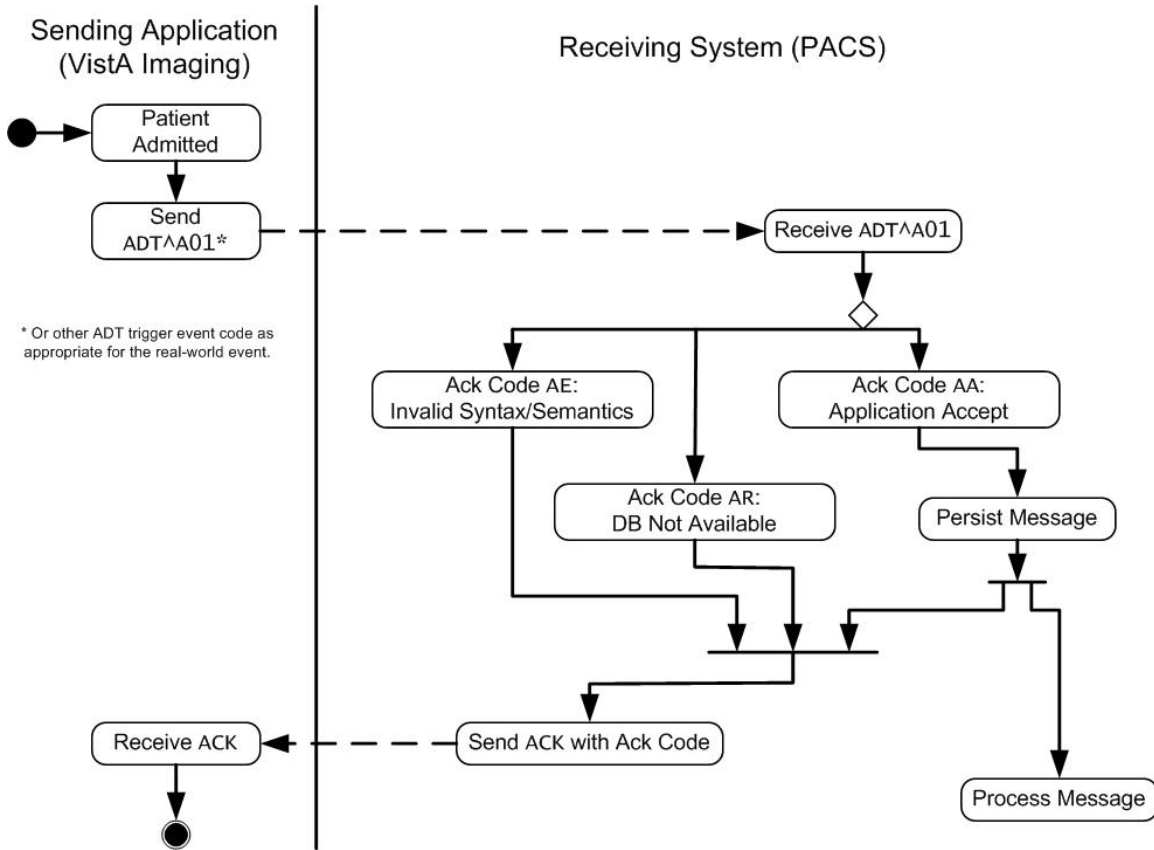 Sending Application
(VistA Imaging)
Receiving System (PACS)
Patient
Admitted
Send
ADT^A01*
Receive ADT^A01
* Or other ADT trigger event code as
appropriate for the real-world event.
Ack Code AE:
Invalid Syntax/Semantics
Ack Code AA:
Application Accept
Ack Code AR:
DB Not Available
Persist Message
Receive ACK
Send ACK with Ack Code
Process Message